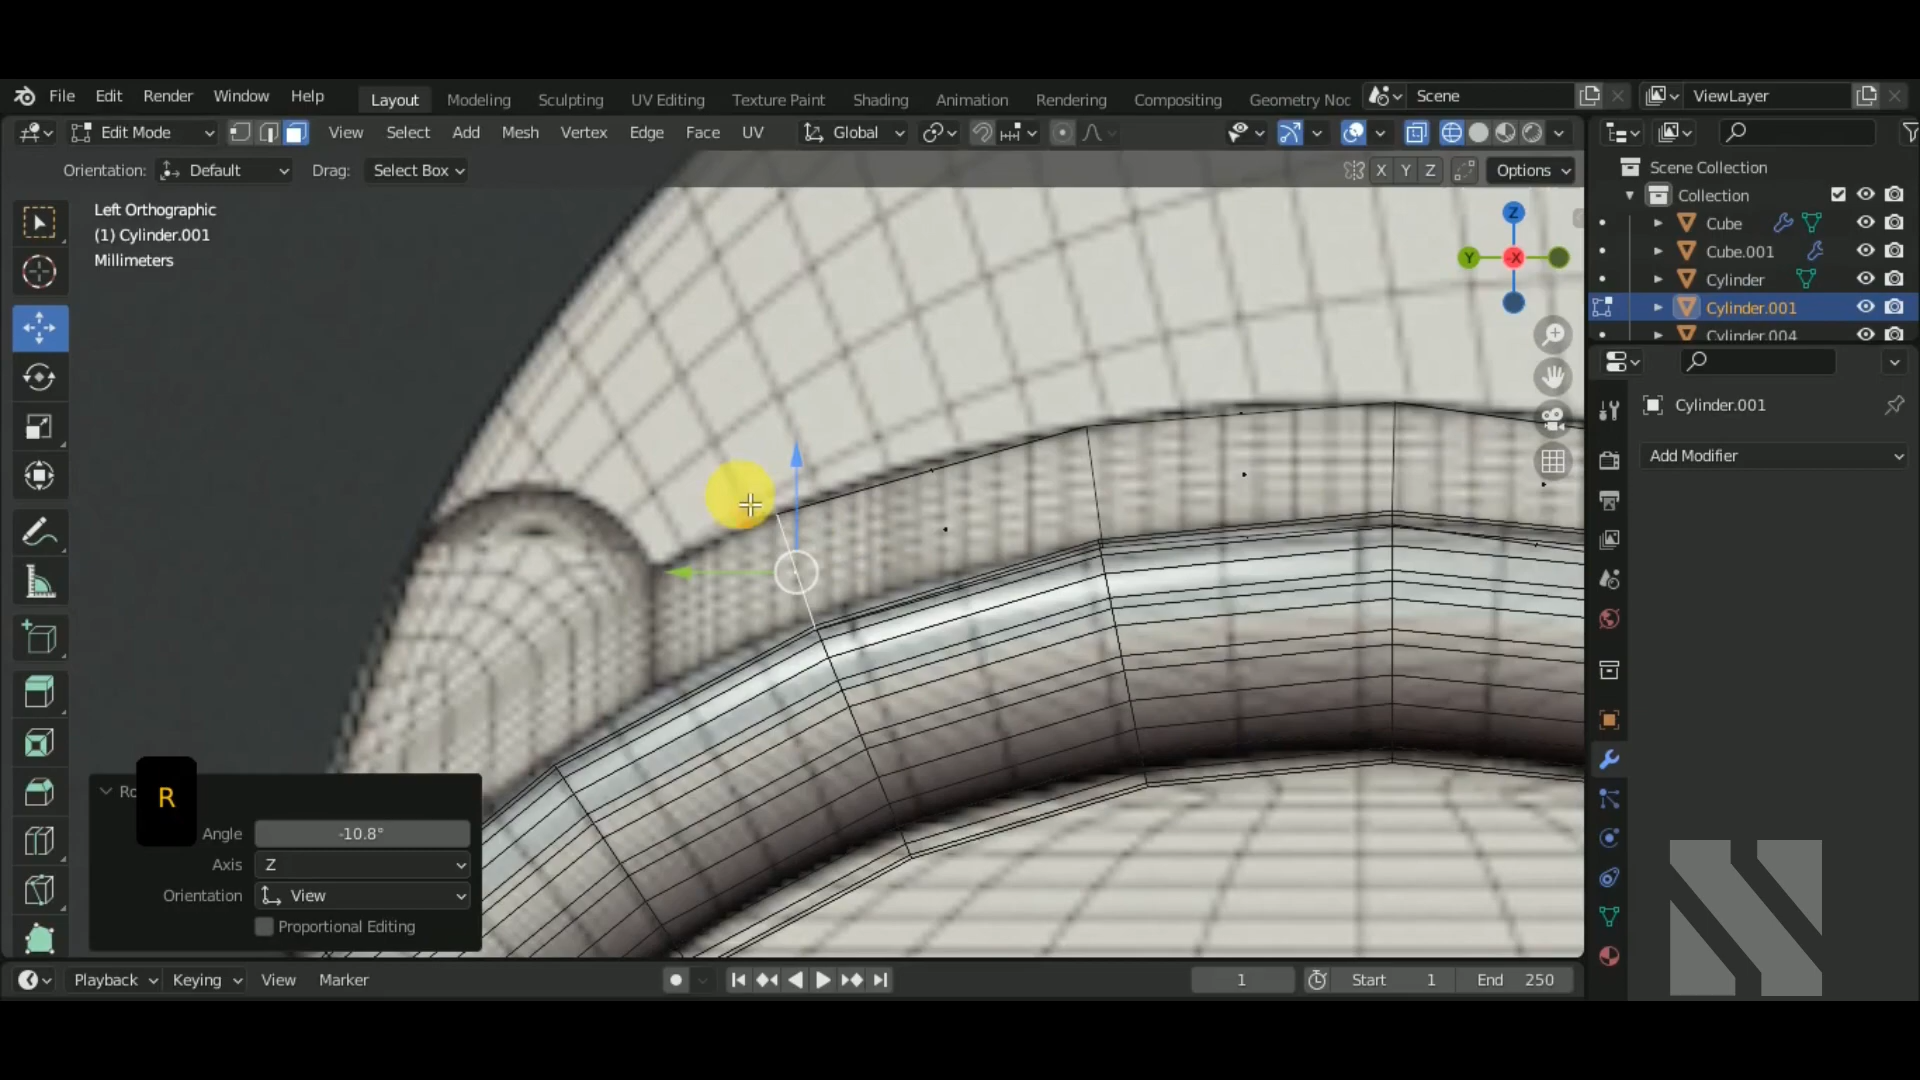 File Edit Render Window Help Layout Modeling Sculpting UV Editing Texture Paint Shading Animation Rendering Compositing Geometry Noc Scene ViewLayer
Edit Mode View Select Add Mesh Vertex Edge Face UV Global
Orientation: Default Drag: Select Box X Y Z Options
Scene Collection
Collection
Cube
Cube.001
Cylinder
Cylinder.001
Cylinder.004
Left Orthographic
(1) Cylinder.001
Millimeters
Z
Y
X
Cylinder.001
Add Modifier
Ro
R
Angle -10.8°
Axis Z
Orientation View
Proportional Editing
Playback Keying View Marker 1 Start 1 End 250